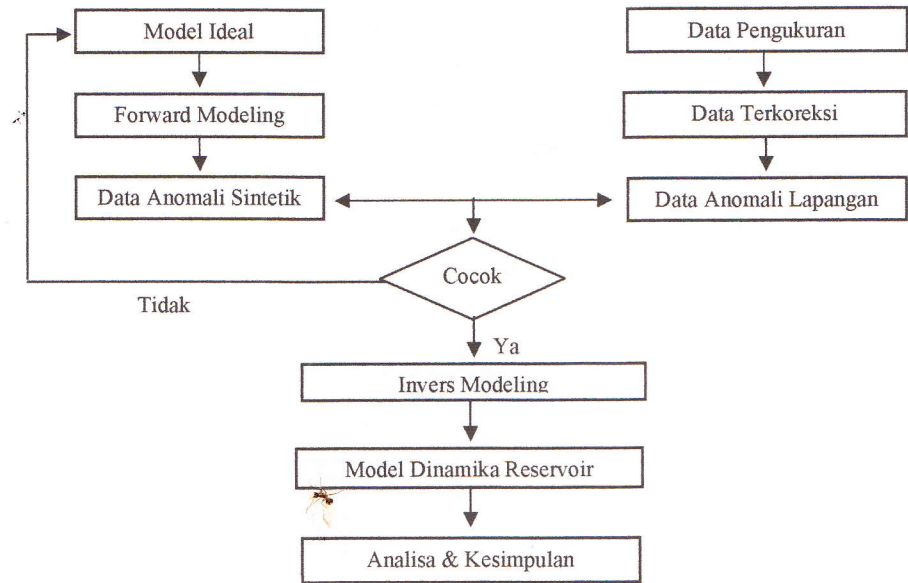 Model Ideal
Forward Modeling
Data Anomali Sintetik
Data Pengukuran
Data Terkoreksi
Data Anomali Lapangan
Cocok
Tidak
Ya
Invers Modeling
Model Dinamika Reservoir
Analisa & Kesimpulan